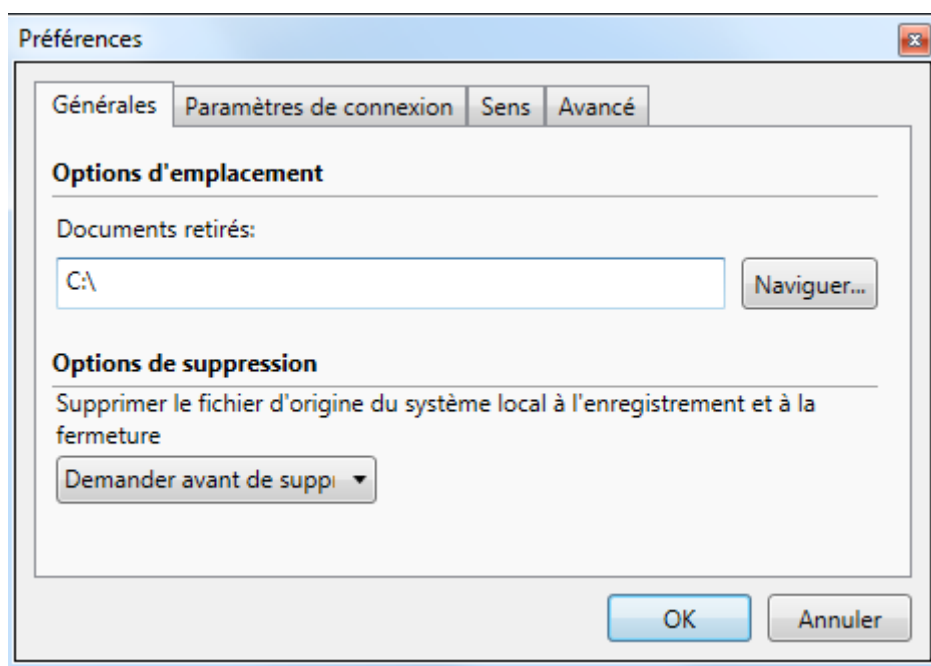 Préférences
Générales Paramètres de connexion Sens Avancé
Options d'emplacement
Documents retirés:
C:\
Naviguer...
Options de suppression
Supprimer le fichier d'origine du système local à l'enregistrement et à la
fermeture
Demander avant de
OK Annuler